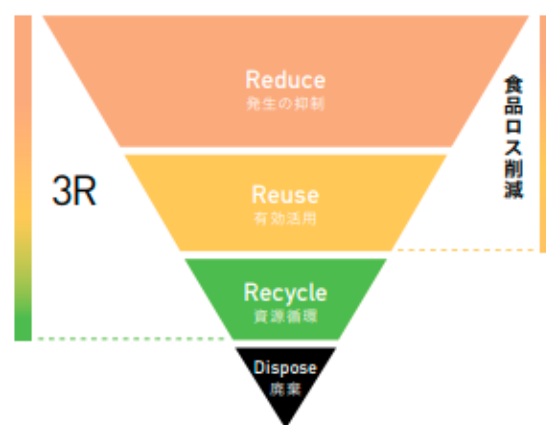 Reduce
発生の抑制
食品ロス削減
3R
Reuse
有効活用
Recycle
資源循環
Dispose
廃棄